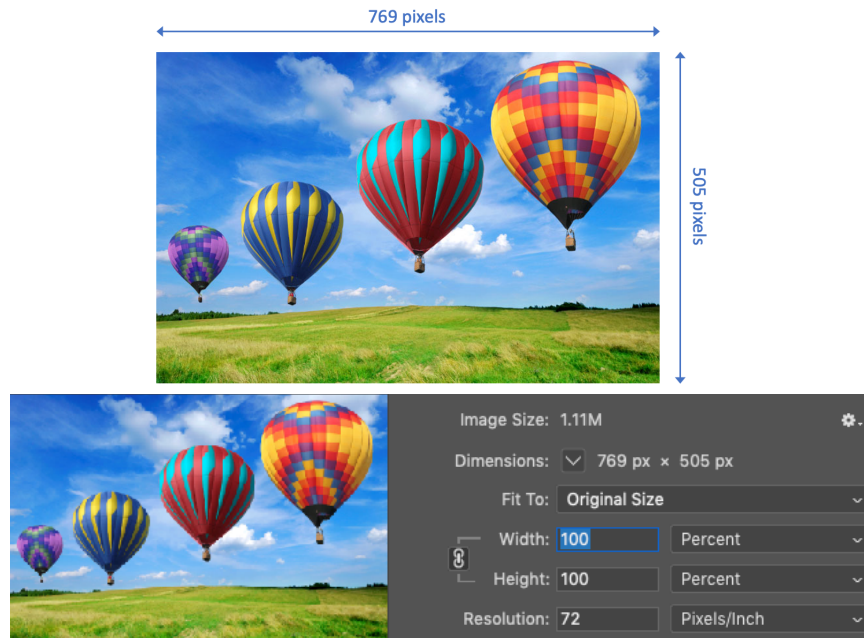 769 pixels
505 pixels
Image Size: 1.11M
Dimensions: 769 px × 505 px
Fit To: Original Size
Width: 100 Percent
Height: 100 Percent
Resolution: 72 Pixels/Inch